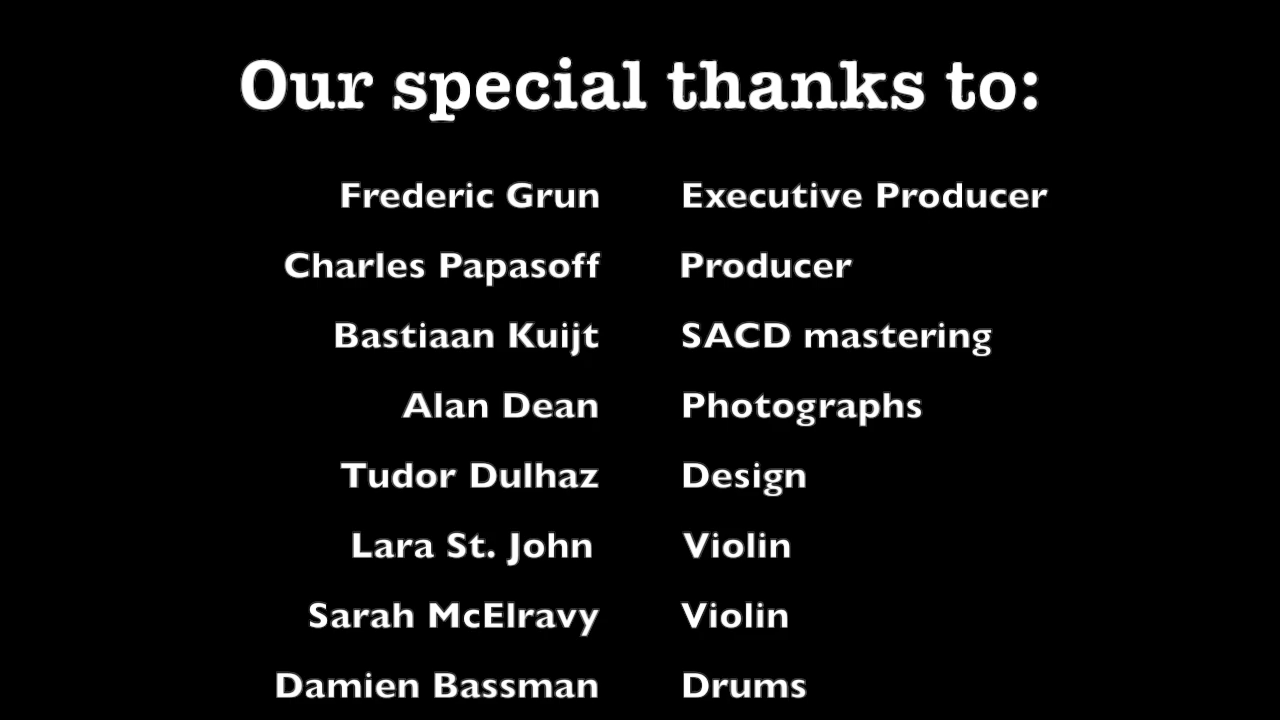 Our special thanks to:
Frederic Grun Executive Producer
Charles Papasoff Producer
Bastiaan Kuijt SACD mastering
Alan Dean Photographs
Tudor Dulhaz Design
Lara St. John Violin
Sarah McElravy Violin
Damien Bassman Drums